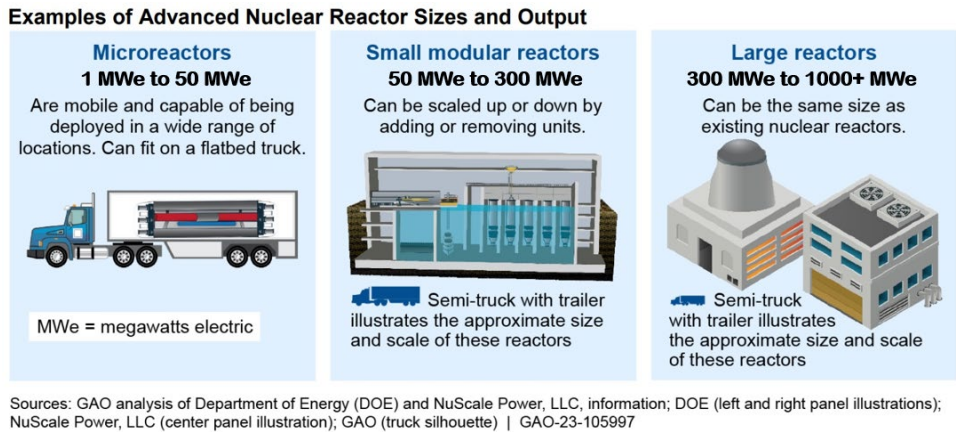 Examples of Advanced Nuclear Reactor Sizes and Output
Microreactors
1 MWe to 50 MWe
Are mobile and capable of being
deployed in a wide range of
locations. Can fit on a flatbed truck.
MWe = megawatts electric
Small modular reactors
50 MWe to 300 MWe
Can be scaled up or down by
adding or removing units.
Semi-truck with trailer
illustrates the approximate size
and scale of these reactors
Large reactors
300 MWe to 1000+ MWe
Can be the same size as
existing nuclear reactors.
Semi-truck
with trailer illustrates
the approximate size and scale
of these reactors
Sources: GAO analysis of Department of Energy (DOE) and NuScale Power, LLC, information; DOE (left and right panel illustrations);
NuScale Power, LLC (center panel illustration); GAO (truck silhouette) | GAO-23-105997